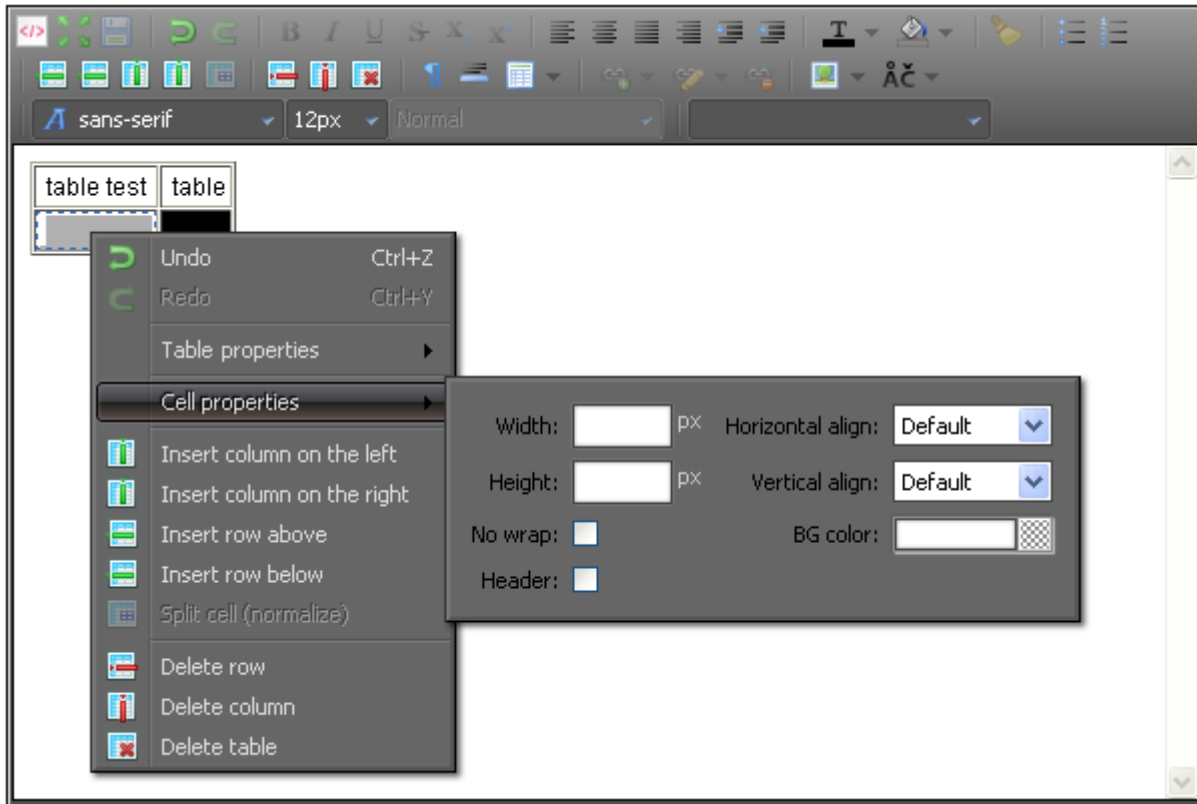 </>
B I U S X, x'
T
¶
Åč
A sans-serif 12px Normal
table test table
Undo Ctrl+Z
Redo Ctrl+Y
Table properties
Cell properties
Width: px Horizontal align: Default
Height: px Vertical align: Default
No wrap: BG color:
Header:
Insert column on the left
Insert column on the right
Insert row above
Insert row below
Split cell (normalize)
Delete row
Delete column
Delete table